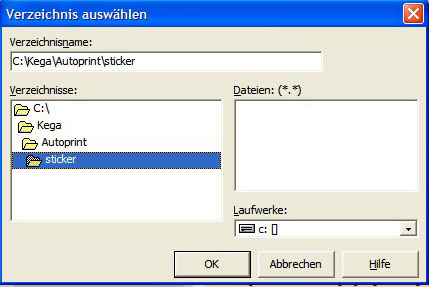 Verzeichnis auswählen
Verzeichnisname:
C:\Kega\Autoprint\sticker
Verzeichnisse:
Dateien: (*.*)
C:\
Kega
Autoprint
sticker
Laufwerke:
c: []
OK
Abbrechen
Hilfe